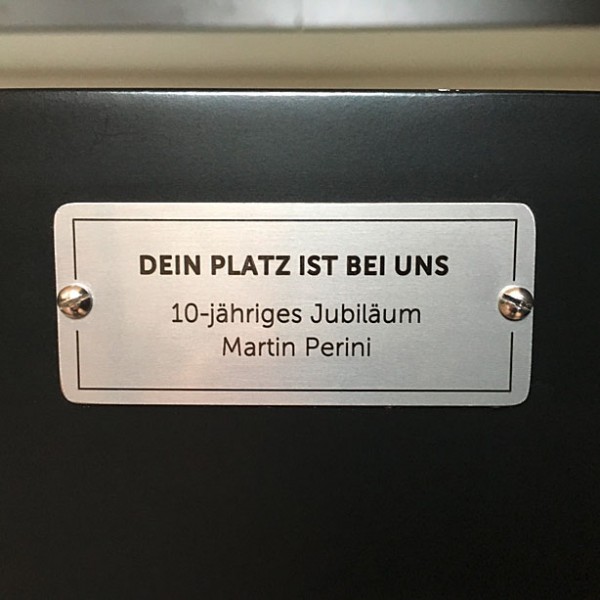 DEIN PLATZ IST BEI UNS
10-jähriges Jubiläum
Martin Perini